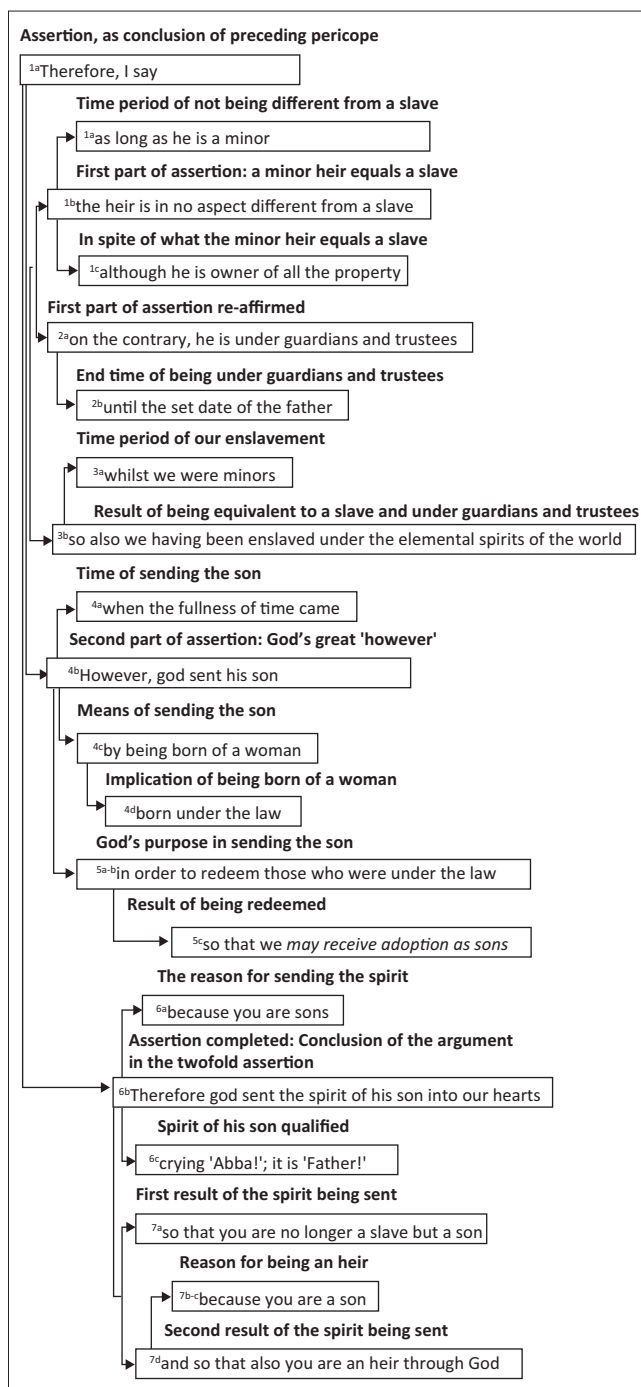 Assertion, as conclusion of preceding pericope
1aTherefore, I say
Time period of not being different from a slave
1aas long as he is a minor
First part of assertion: a minor heir equals a slave
1bthe heir is in no aspect different from a slave
In spite of what the minor heir equals a slave
1calthough he is owner of all the property
First part of assertion re-affirmed
2aon the contrary, he is under guardians and trustees
End time of being under guardians and trustees
2buntil the set date of the father
Time period of our enslavement
3awhilst we were minors
Result of being equivalent to a slave and under guardians and trustees
3bso also we having been enslaved under the elemental spirits of the world
Time of sending the son
4awhen the fullness of time came
Second part of assertion: God’s great 'however'
4bHowever, god sent his son
Means of sending the son
4cby being born of a woman
Implication of being born of a woman
4dborn under the law
God’s purpose in sending the son
5a-bin order to redeem those who were under the law
Result of being redeemed
5cso that we may receive adoption as sons
The reason for sending the spirit
6abecause you are sons
Assertion completed: Conclusion of the argument
in the twofold assertion
6bTherefore god sent the spirit of his son into our hearts
Spirit of his son qualified
6ccrying 'Abba!'; it is 'Father!'
First result of the spirit being sent
7aso that you are no longer a slave but a son
Reason for being an heir
7b-cbecause you are a son
Second result of the spirit being sent
7dand so that also you are an heir through God